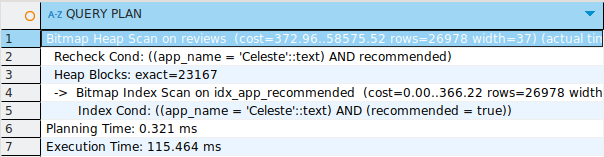 A-Z QUERY PLAN
1 Bitmap Heap Scan on reviews (cost=372.96..58575.52 rows=26978 width=37) (actual tin
2 Recheck Cond: ((app_name = 'Celeste'::text) AND recommended)
3 Heap Blocks: exact=23167
4 -> Bitmap Index Scan on idx_app_recommended (cost=0.00..366.22 rows=26978 width
5 Index Cond: ((app_name = 'Celeste'::text) AND (recommended = true))
6 Planning Time: 0.321 ms
7 Execution Time: 115.464 ms